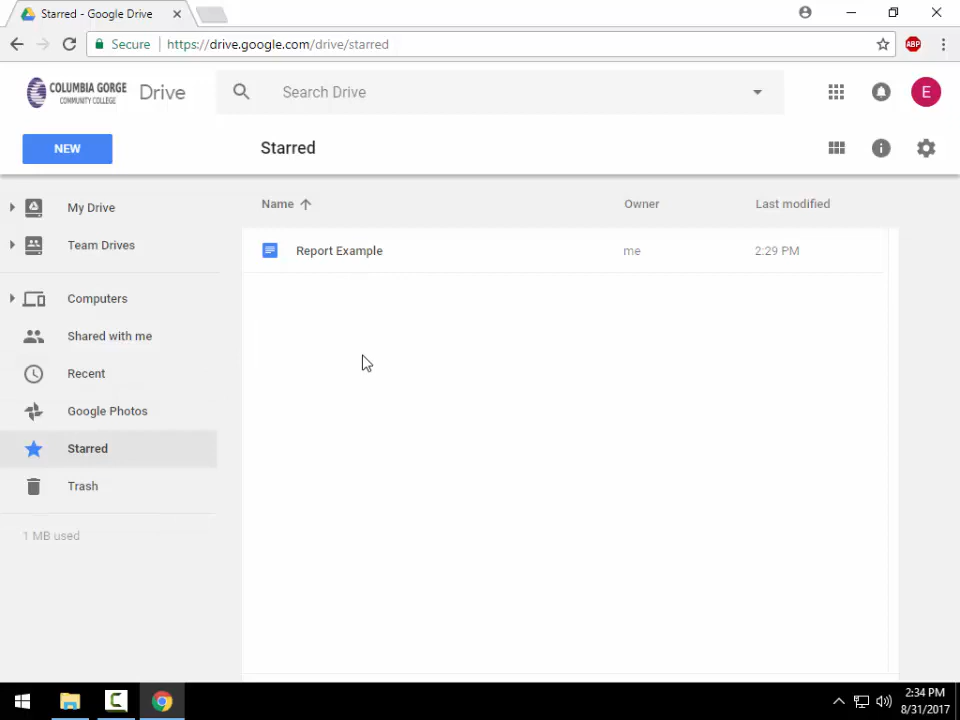 Starred - Google Drive
Secure https://drive.google.com/drive/starred
ABP
COLUMBIA GORGE
COMMUNITY COLLEGE
Drive
Search Drive
E
NEW
Starred
Name
Owner
Last modified
My Drive
Team Drives
Computers
Shared with me
Recent
Google Photos
Starred
Trash
1 MB used
Report Example
me
2:29 PM
2:34 PM
8/31/2017